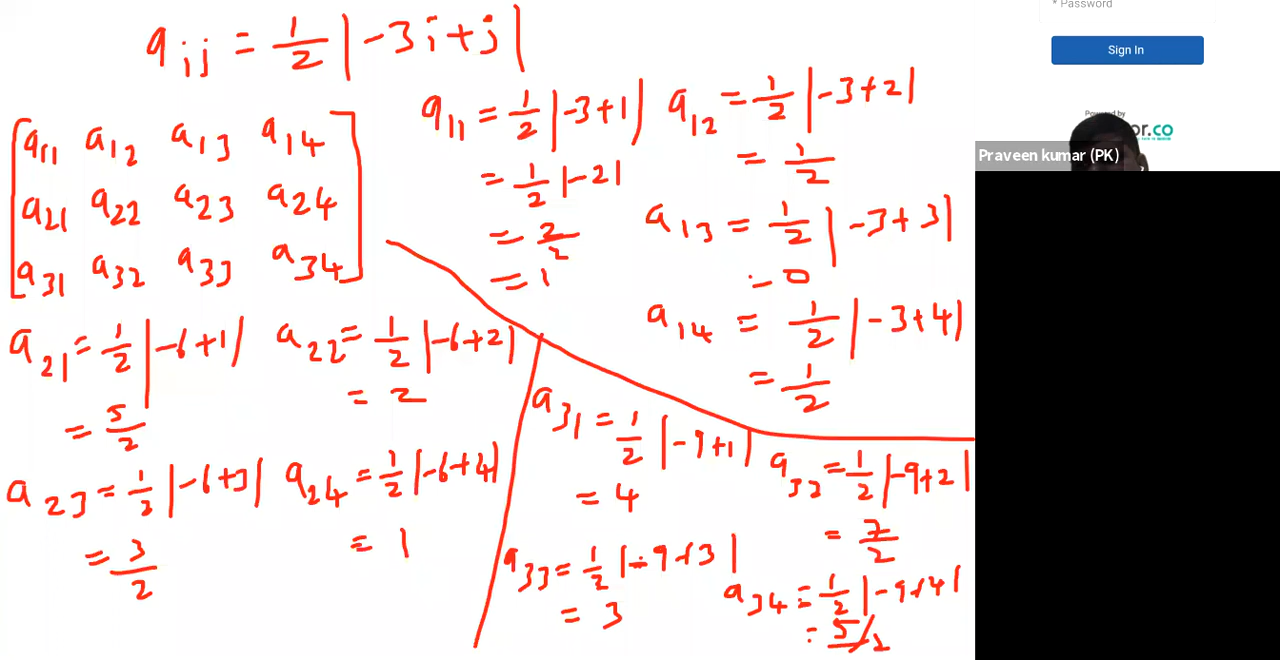 a_ij = 1/2 |-3i+j|
a11 a12 a13 a14
a21 a22 a23 a24
a31 a32 a33 a34
a11 = 1/2 |-3+1|
= 1/2 |-2|
= 2/2
= 1
a12 = 1/2 |-3+2|
= 1/2
a13 = 1/2 |-3+3|
= 0
a14 = 1/2 |-3+4|
= 1/2
a21 = 1/2 |-6+1|
= 5/2
a22 = 1/2 |-6+2|
= 2
a23 = 1/2 |-6+3|
= 3/2
a24 = 1/2 |-6+4|
= 1
a31 = 1/2 |-9+1|
= 4
a32 = 1/2 |-9+2|
= 7/2
a33 = 1/2 |-9+3|
= 3
a34 = 1/2 |-9+4|
= 5/2
* Password
Sign In
Powered by
or.co
Praveen kumar (PK)